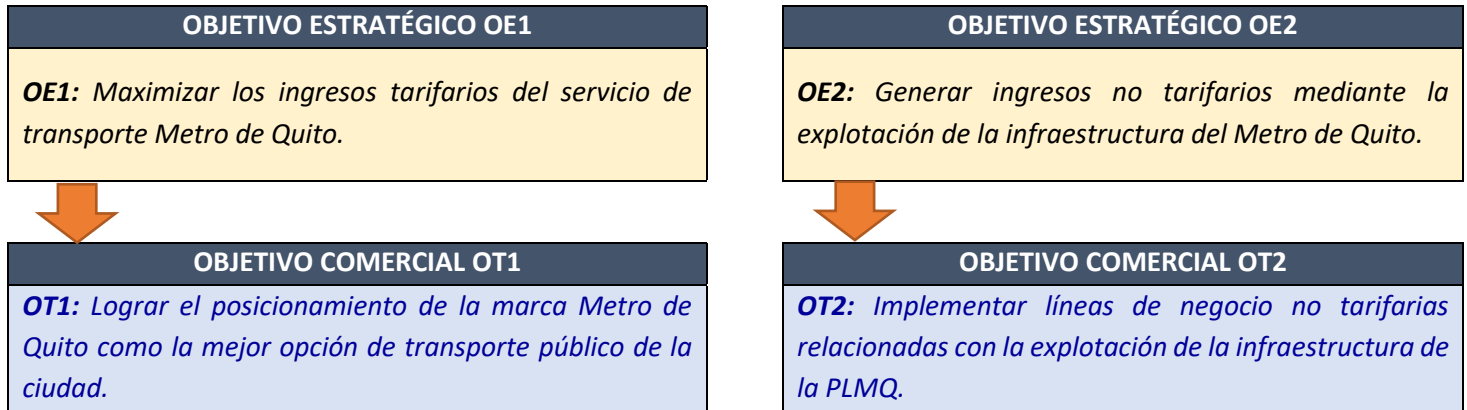 OBJETIVO ESTRATÉGICO OE1
OE1: Maximizar los ingresos tarifarios del servicio de
transporte Metro de Quito.
OBJETIVO COMERCIAL OT1
OT1: Lograr el posicionamiento de la marca Metro de
Quito como la mejor opción de transporte público de la
ciudad.
OBJETIVO ESTRATÉGICO OE2
OE2: Generar ingresos no tarifarios mediante la
explotación de la infraestructura del Metro de Quito.
OBJETIVO COMERCIAL OT2
OT2: Implementar líneas de negocio no tarifarias
relacionadas con la explotación de la infraestructura de
la PLMQ.